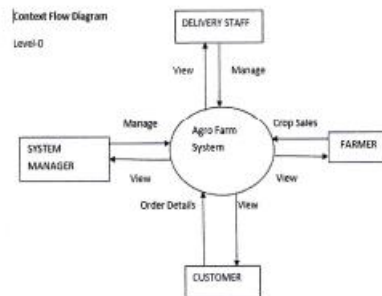 Context Flow Diagram
Level-0
DELIVERY STAFF
View
Manage
Manage
Agro Farm
System
Crop Sales
SYSTEM
MANAGER
FARMER
View
View
Order Details
View
CUSTOMER